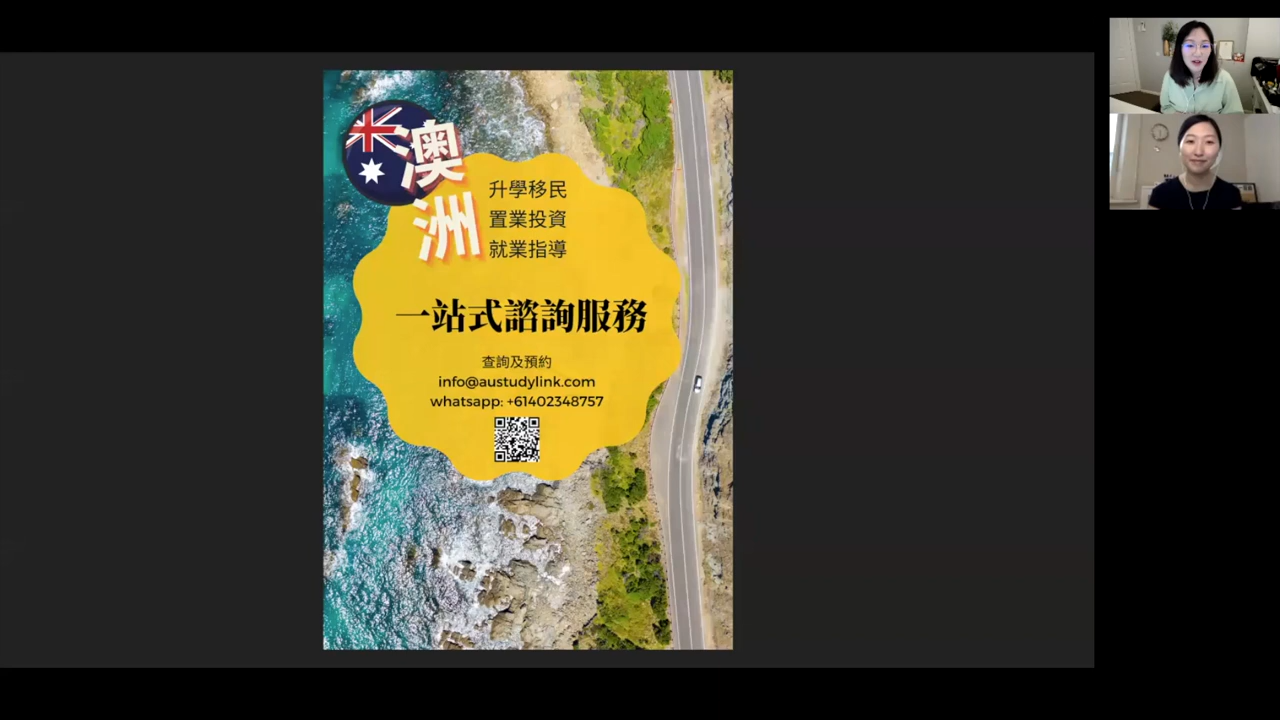 澳洲
升學移民
置業投資
就業指導
一站式諮詢服務
查詢及預約
info@austudylink.com
whatsapp: +61402348757